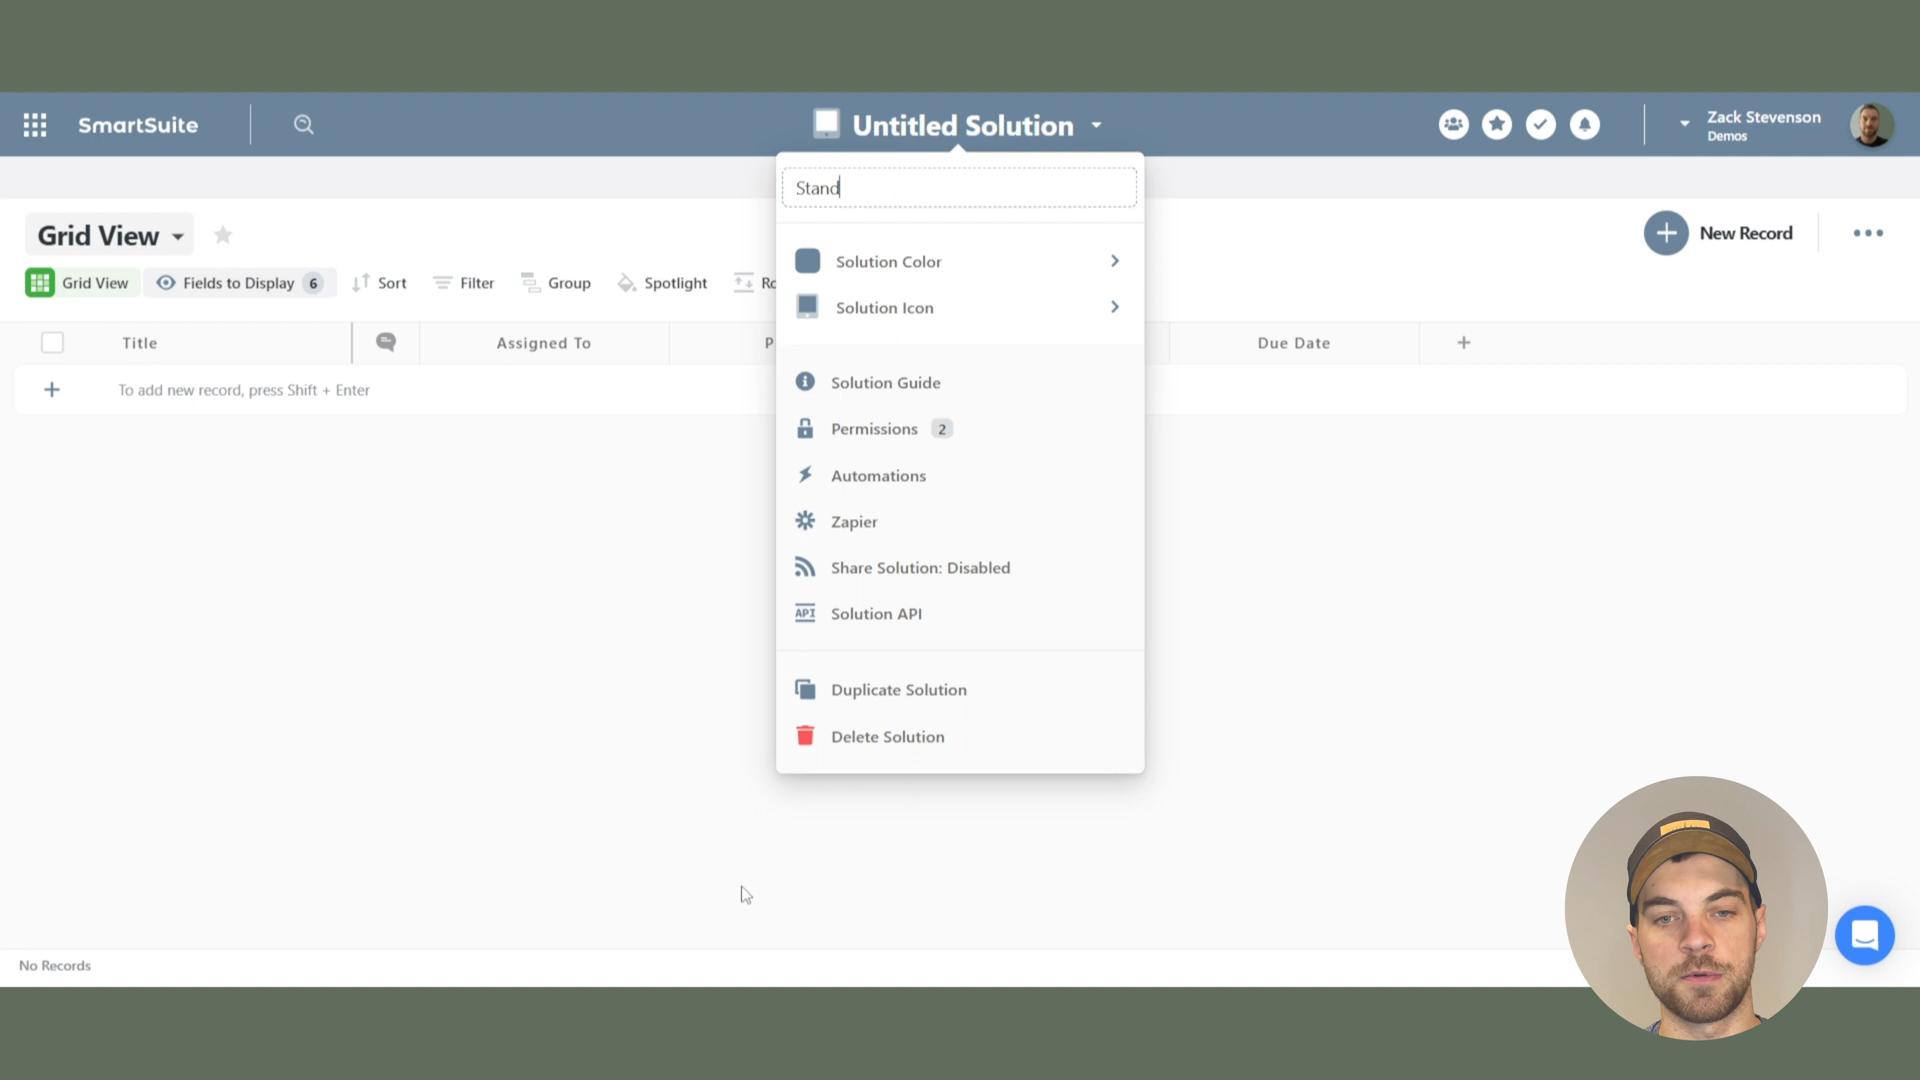 SmartSuite
Untitled Solution
Zack Stevenson
Demos
Stand
Grid View
New Record
Grid View
Fields to Display 6
Sort
Filter
Group
Spotlight
Solution Color
Solution Icon
Title
Assigned To
Due Date
To add new record, press Shift + Enter
Solution Guide
Permissions 2
Automations
Zapier
Share Solution: Disabled
API Solution API
Duplicate Solution
Delete Solution
No Records